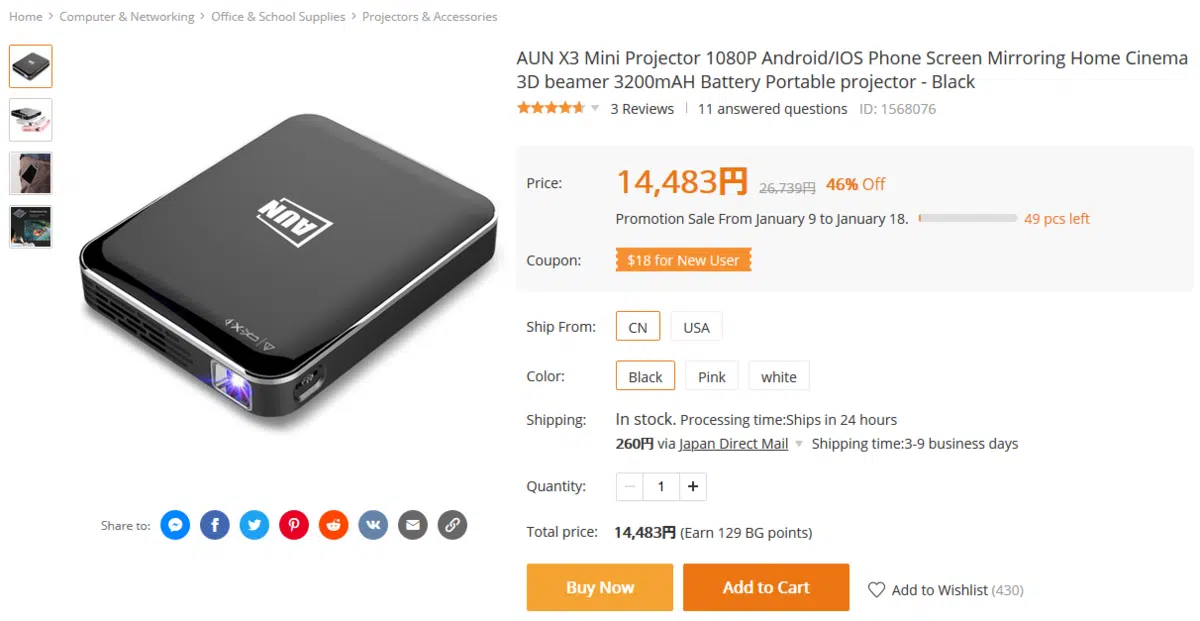 Home > Computer & Networking > Office & School Supplies > Projectors & Accessories
AUN X3 Mini Projector 1080P Android/IOS Phone Screen Mirroring Home Cinema
3D beamer 3200mAH Battery Portable projector - Black
3 Reviews | 11 answered questions ID: 1568076
Price: 14,483円 26,739円 46% Off
Promotion Sale From January 9 to January 18. 49 pcs left
Coupon: $18 for New User
AUN
Ship From: CN USA
Color: Black Pink white
Shipping: In stock. Processing time:Ships in 24 hours
260円 via Japan Direct Mail Shipping time:3-9 business days
Quantity: 1 +
Share to:
Total price: 14,483円 (Earn 129 BG points)
Buy Now Add to Cart Add to Wishlist (430)